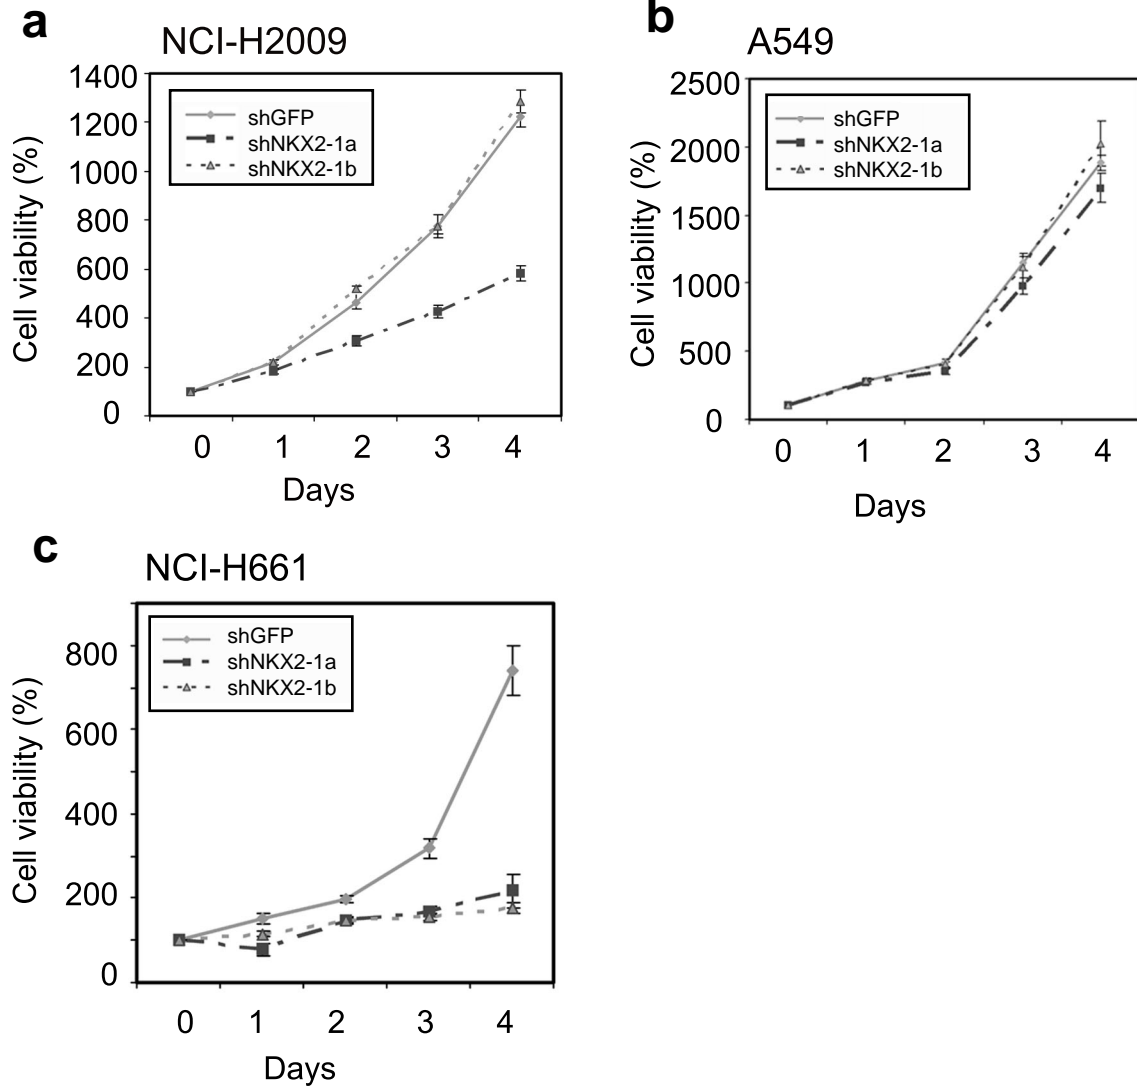 a
NCI-H2009
Cell viability (%)
1400
1200
1000
800
600
400
200
0
shGFP
shNKX2-1a
shNKX2-1b
0 1 2 3 4
Days
b
A549
Cell viability (%)
2500
2000
1500
1000
500
0
shGFP
shNKX2-1a
shNKX2-1b
0 1 2 3 4
Days
c
NCI-H661
Cell viability (%)
800
600
400
200
0
shGFP
shNKX2-1a
shNKX2-1b
0 1 2 3 4
Days